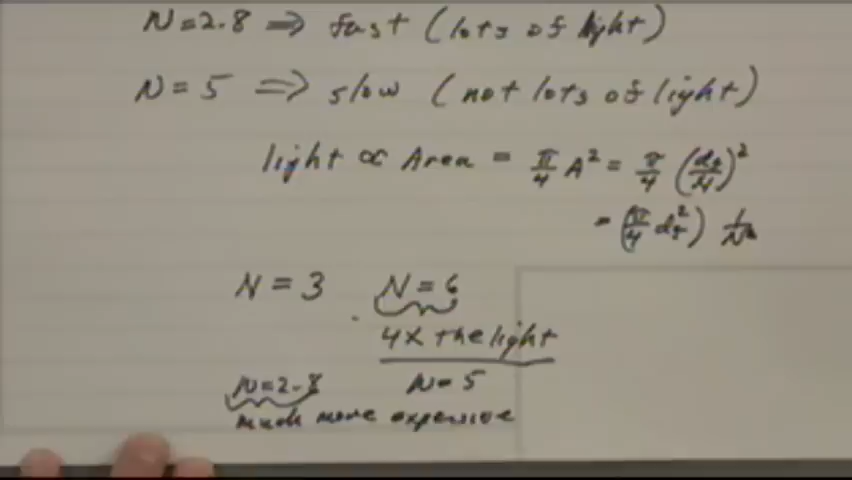 N = 2.8 ⟹ fast (lots of light)
N = 5 ⟹ slow (not lots of light)
light ∝ Area = π/4 A² = π/4 (df/N)²
= (π/4 df²) 1/N²
N = 3 N = 6
4X the light
N=2.8 N=5
much more expensive